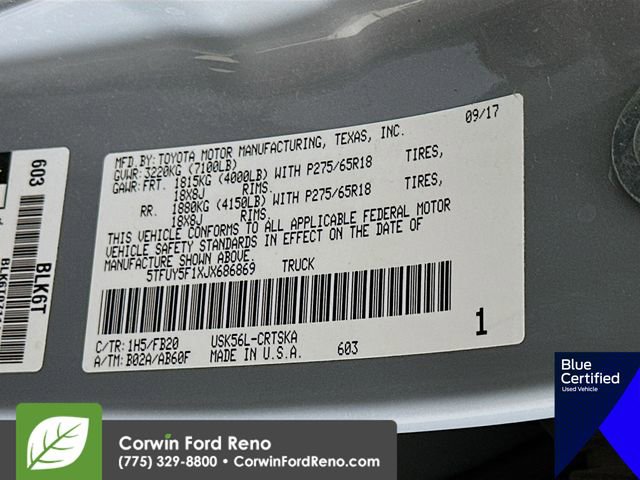 MFD.BY:TOYOTA MOTOR MANUFACTURING, TEXAS, INC. 09/17
GVWR:3220KG (7100LB)
GAWR:FRT. 1815KG (4000LB) WITH P275/65R18 TIRES,
18X8J RIMS.
RR. 1880KG (4150LB) WITH P275/65R18 TIRES,
18X8J RIMS.
THIS VEHICLE CONFORMS TO ALL APPLICABLE FEDERAL MOTOR
VEHICLE SAFETY STANDARDS IN EFFECT ON THE DATE OF
MANUFACTURE SHOWN ABOVE.
5TFUY5F1XJX686869 TRUCK
C/TR: 1H5/FB20 USK56L-CRTSKA
A/TM: B02A/AB60F MADE IN U.S.A. 603
1
603
BLK6T
Blue
Certified
Used Vehicle
Corwin Ford Reno
(775) 329-8800 • CorwinFordReno.com